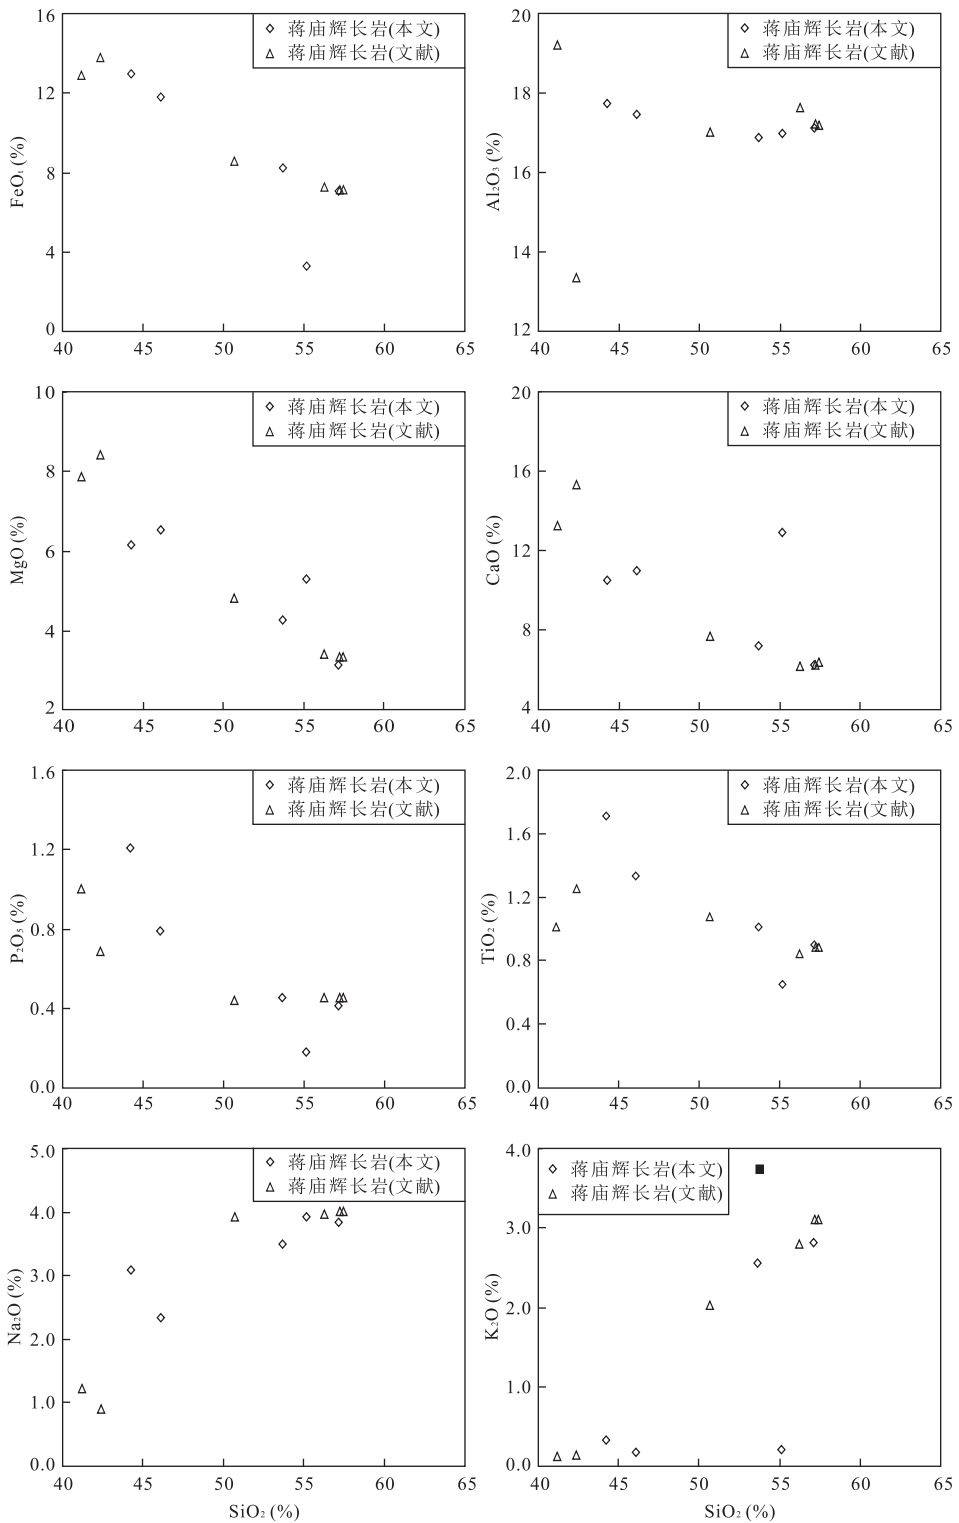 16
12
8
4
0
FeOt (%)
40 45 50 55 60 65
蒋庙辉长岩(本文)
蒋庙辉长岩(文献)
20
18
16
14
12
Al₂O₃ (%)
40 45 50 55 60 65
蒋庙辉长岩(本文)
蒋庙辉长岩(文献)
10
8
6
4
2
MgO (%)
40 45 50 55 60 65
蒋庙辉长岩(本文)
蒋庙辉长岩(文献)
20
16
12
8
4
CaO (%)
40 45 50 55 60 65
蒋庙辉长岩(本文)
蒋庙辉长岩(文献)
1.6
1.2
0.8
0.4
0.0
P₂O₅ (%)
40 45 50 55 60 65
蒋庙辉长岩(本文)
蒋庙辉长岩(文献)
2.0
1.6
1.2
0.8
0.4
0.0
TiO₂ (%)
40 45 50 55 60 65
蒋庙辉长岩(本文)
蒋庙辉长岩(文献)
5.0
4.0
3.0
2.0
1.0
0.0
Na₂O (%)
40 45 50 55 60 65
SiO₂ (%)
蒋庙辉长岩(本文)
蒋庙辉长岩(文献)
4.0
3.0
2.0
1.0
0.0
K₂O (%)
40 45 50 55 60 65
SiO₂ (%)
蒋庙辉长岩(本文)
蒋庙辉长岩(文献)